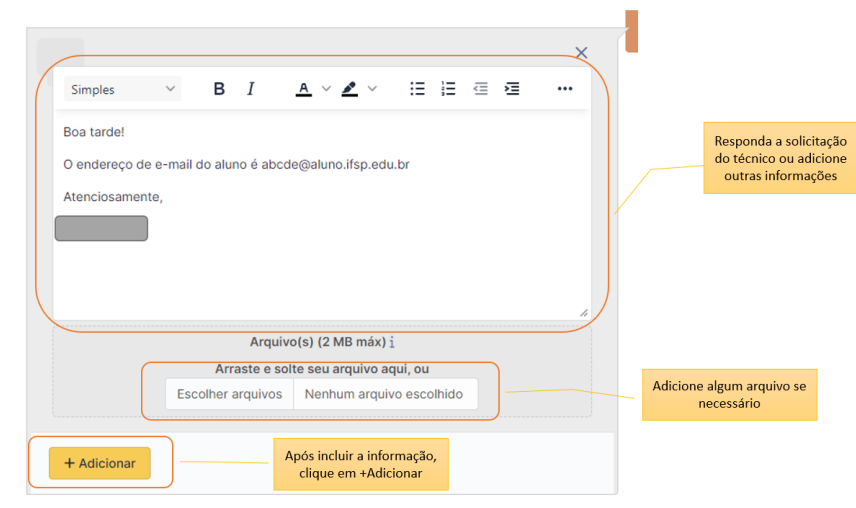 Simples
B I A
Boa tarde!
O endereço de e-mail do aluno é abcde@aluno.ifsp.edu.br
Atenciosamente,
Responda a solicitação
do técnico ou adicione
outras informações
Arquivo(s) (2 MB máx) i
Arraste e solte seu arquivo aqui, ou
Escolher arquivos Nenhum arquivo escolhido
Adicione algum arquivo se
necessário
+ Adicionar
Após incluir a informação,
clique em +Adicionar